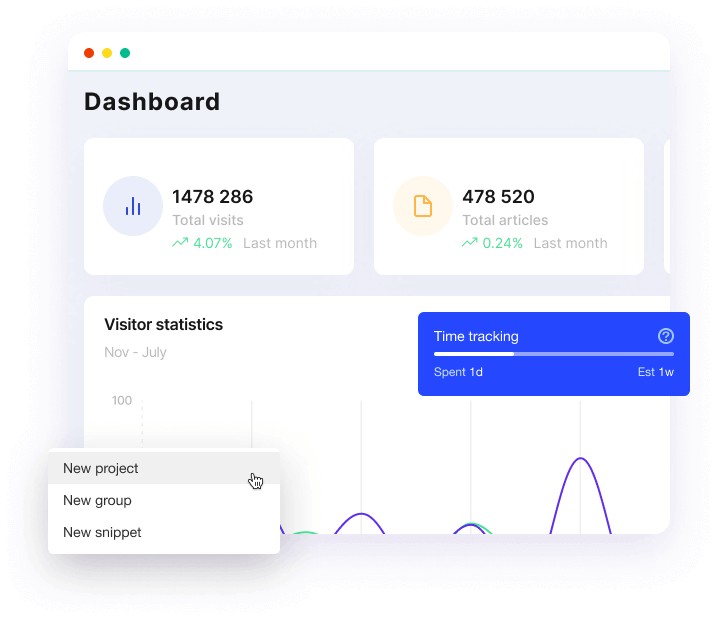 Dashboard
1478 286
Total visits
4.07% Last month
478 520
Total articles
0.24% Last month
Visitor statistics
Nov - July
100
Time tracking
?
Spent 1d
Est 1w
New project
New group
New snippet